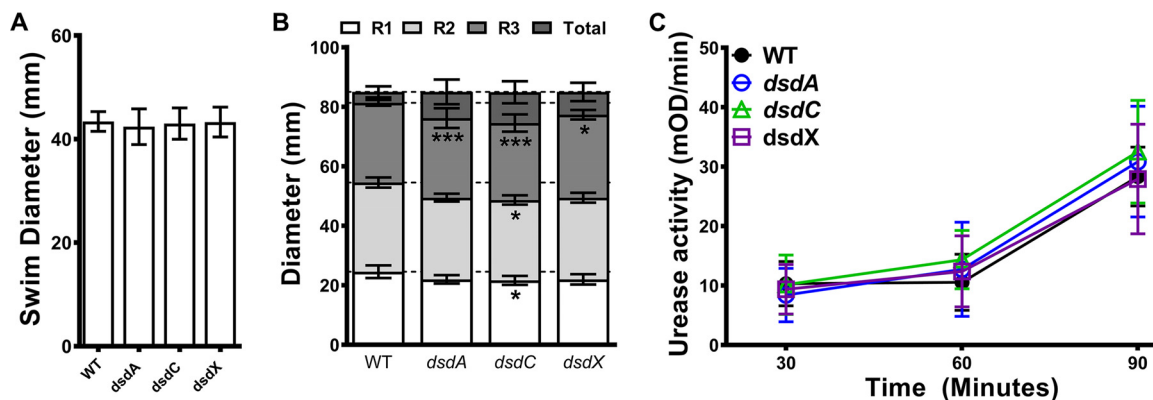 A
Swim Diameter (mm)
60
40
20
0
WT
dsdA
dsdC
dsdX
B
R1 R2 R3 Total
Diameter (mm)
100
80
60
40
20
0
***
***
*
*
*
WT dsdA dsdC dsdX
C
Urease activity (mOD/min)
50
40
30
20
10
0
WT
dsdA
dsdC
dsdX
30 60 90
Time (Minutes)